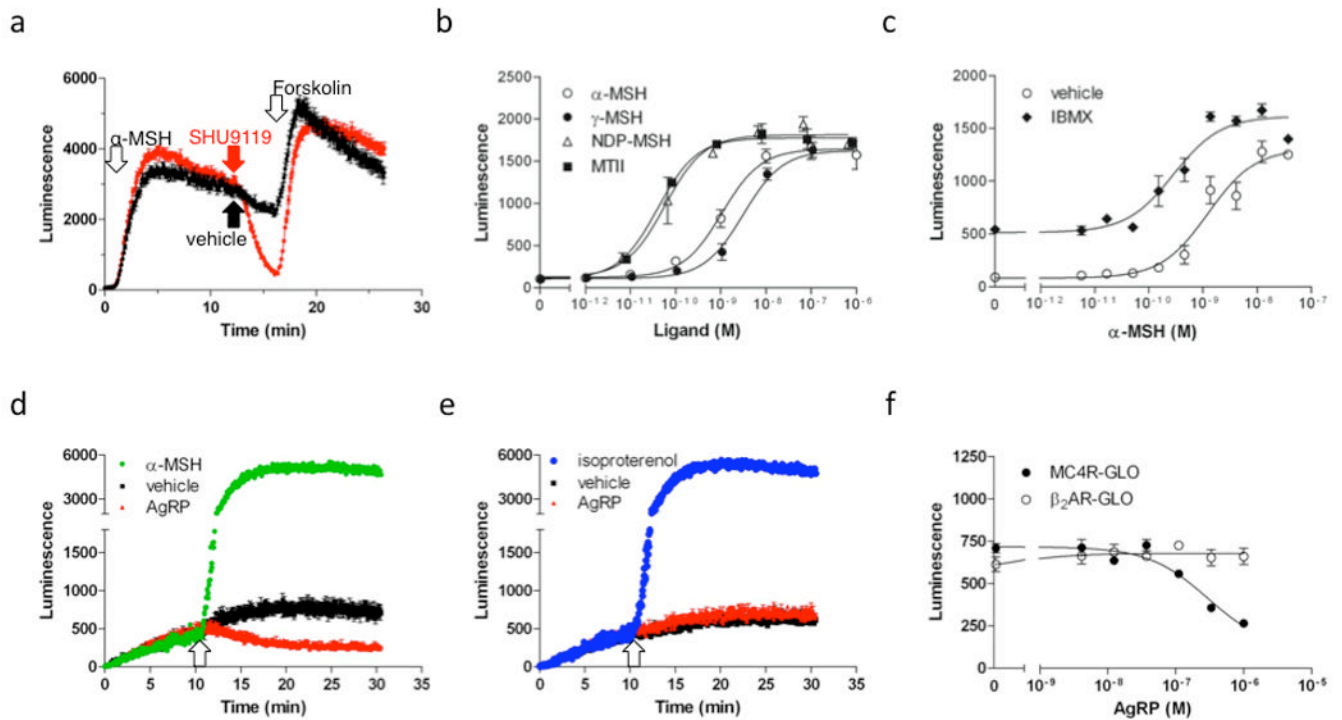 a
6000
4000
2000
0
Luminescence
α-MSH
SHU9119
vehicle
Forskolin
0 10 20 30
Time (min)
b
2500
2000
1500
1000
500
0
Luminescence
α-MSH
γ-MSH
NDP-MSH
MTII
0 10⁻¹² 10⁻¹¹ 10⁻¹⁰ 10⁻⁹ 10⁻⁸ 10⁻⁷ 10⁻⁶
Ligand (M)
c
2000
1500
1000
500
0
Luminescence
vehicle
IBMX
0 10⁻¹² 10⁻¹¹ 10⁻¹⁰ 10⁻⁹ 10⁻⁸ 10⁻⁷
α-MSH (M)
d
6000
3000
1500
1000
500
0
Luminescence
α-MSH
vehicle
AgRP
0 5 10 15 20 25 30 35
Time (min)
e
6000
3000
1500
1000
500
0
Luminescence
isoproterenol
vehicle
AgRP
0 5 10 15 20 25 30 35
Time (min)
f
1250
1000
750
500
250
0
Luminescence
MC4R-GLO
β₂AR-GLO
0 10⁻⁹ 10⁻⁸ 10⁻⁷ 10⁻⁶ 10⁻⁵
AgRP (M)